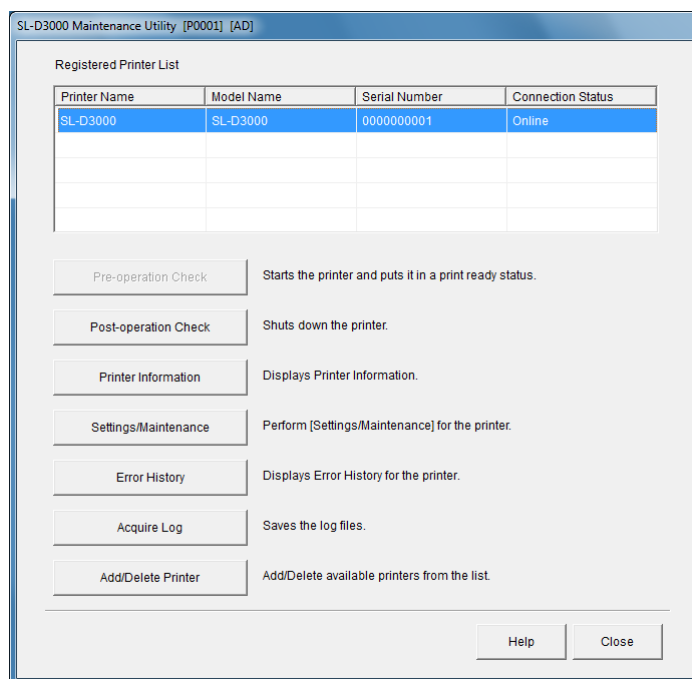 SL-D3000 Maintenance Utility [P0001] [AD]
Registered Printer List
Printer Name Model Name Serial Number Connection Status
SL-D3000 SL-D3000 0000000001 Online
Pre-operation Check Starts the printer and puts it in a print ready status.
Post-operation Check Shuts down the printer.
Printer Information Displays Printer Information.
Settings/Maintenance Perform [Settings/Maintenance] for the printer.
Error History Displays Error History for the printer.
Acquire Log Saves the log files.
Add/Delete Printer Add/Delete available printers from the list.
Help Close